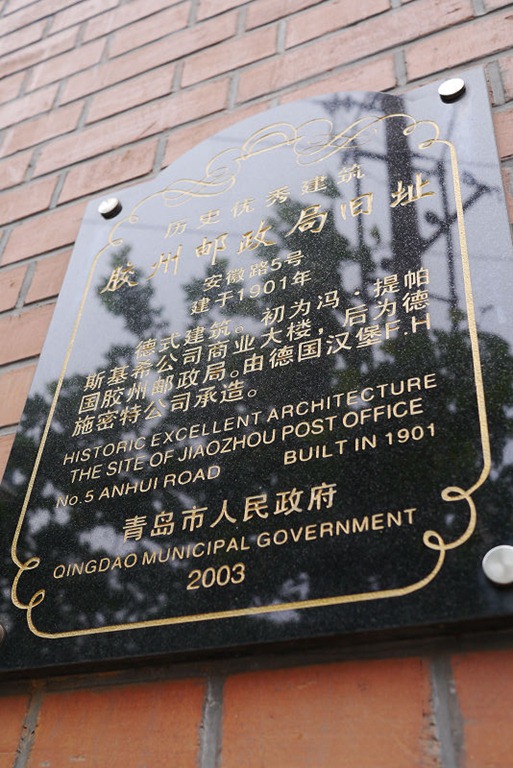 历史优秀建筑
胶州邮政局旧址
安徽路5号
建于1901年
德式建筑。初为冯·提帕
斯基希公司商业大楼，后为德
国胶州邮政局。由德国汉堡F.H
施密特公司承造。
HISTORIC EXCELLENT ARCHITECTURE
THE SITE OF JIAOZHOU POST OFFICE
No.5 ANHUI ROAD BUILT IN 1901
青岛市人民政府
QINGDAO MUNICIPAL GOVERNMENT
2003